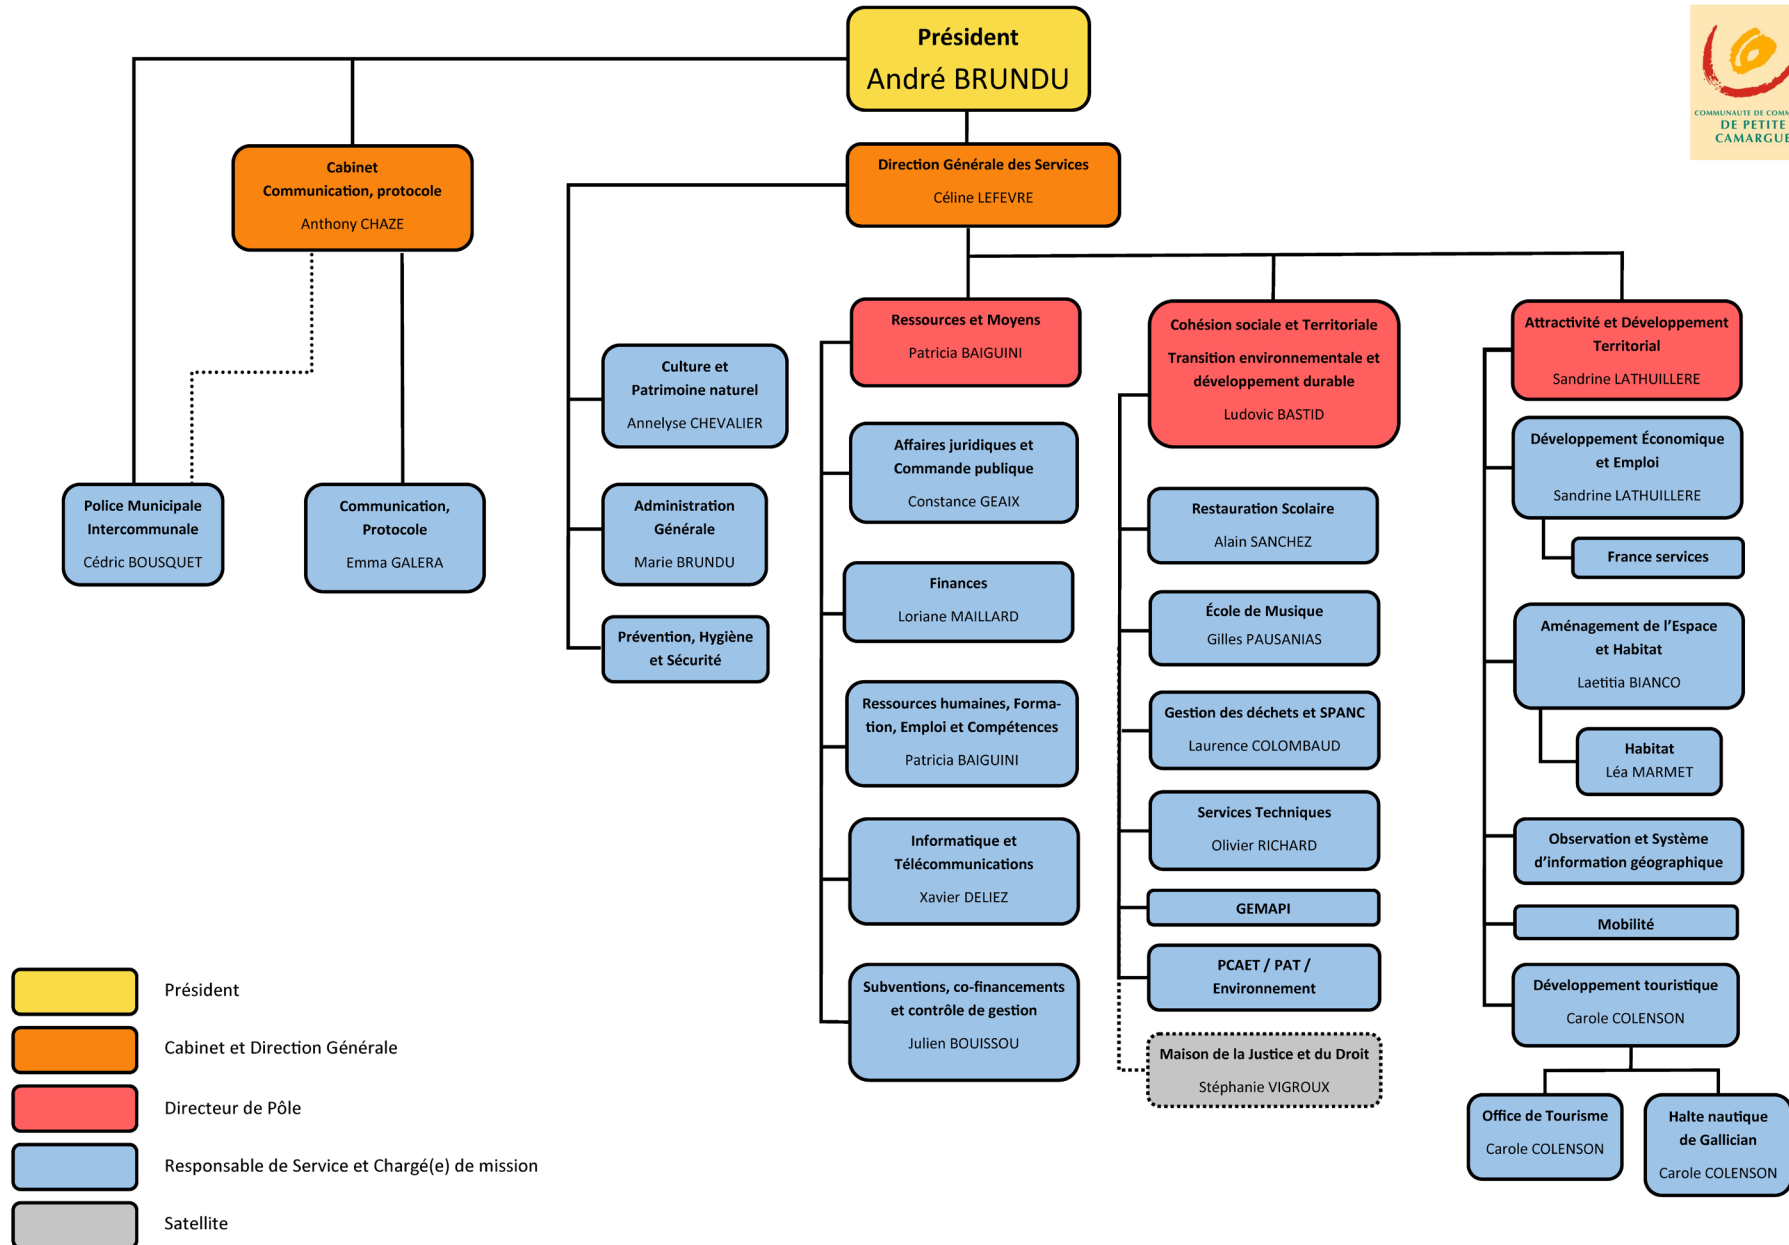 Président
André BRUNDU
COMMUNAUTE DE COMM
DE PETITE
CAMARGUE
Cabinet
Communication, protocole
Anthony CHAZE
Direction Générale des Services
Céline LEFEVRE
Culture et
Patrimoine naturel
Annelyse CHEVALIER
Administration
Générale
Marie BRUNDU
Prévention, Hygiène
et Sécurité
Police Municipale
Intercommunale
Cédric BOUSQUET
Communication,
Protocole
Emma GALERA
Ressources et Moyens
Patricia BAIGUINI
Affaires juridiques et
Commande publique
Constance GEAIX
Finances
Loriane MAILLARD
Ressources humaines, Forma-
tion, Emploi et Compétences
Patricia BAIGUINI
Informatique et
Télécommunications
Xavier DELIEZ
Subventions, co-financements
et contrôle de gestion
Julien BOUISSOU
Cohésion sociale et Territoriale
Transition environnementale et
développement durable
Ludovic BASTID
Restauration Scolaire
Alain SANCHEZ
École de Musique
Gilles PAUSANIAS
Gestion des déchets et SPANC
Laurence COLOMBAUD
Services Techniques
Olivier RICHARD
GEMAPI
PCAET / PAT /
Environnement
Maison de la Justice et du Droit
Stéphanie VIGROUX
Attractivité et Développement
Territorial
Sandrine LATHUILLERE
Développement Économique
et Emploi
Sandrine LATHUILLERE
France services
Aménagement de l’Espace
et Habitat
Laetitia BIANCO
Habitat
Léa MARMET
Observation et Système
d’information géographique
Mobilité
Développement touristique
Carole COLENSON
Office de Tourisme
Carole COLENSON
Halte nautique
de Gallician
Carole COLENSON
Président
Cabinet et Direction Générale
Directeur de Pôle
Responsable de Service et Chargé(e) de mission
Satellite